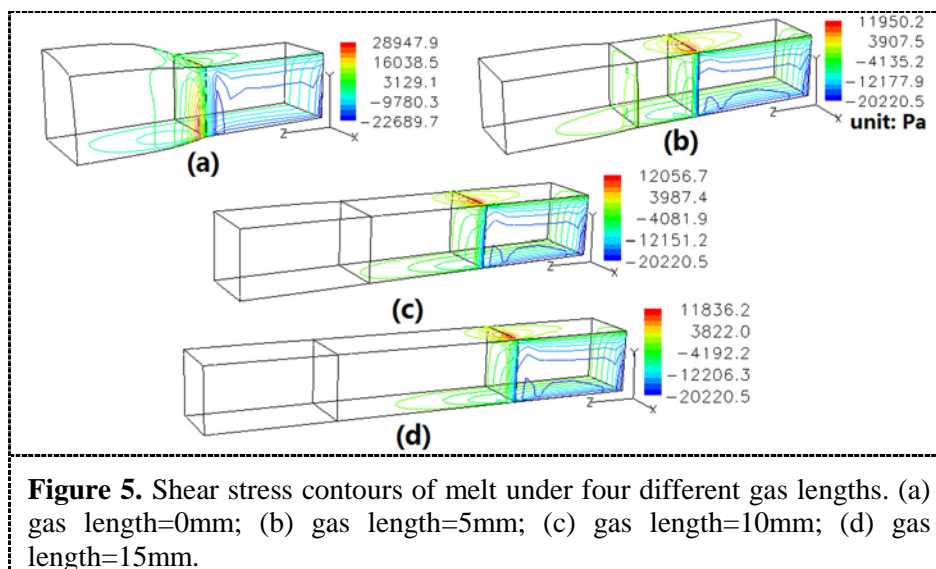 28947.9
16038.5
3129.1
−9780.3
−22689.7
Y
Z
X
(a)
11950.2
3907.5
−4135.2
−12177.9
−20220.5
unit: Pa
Y
Z
X
(b)
12056.7
3987.4
−4081.9
−12151.2
−20220.5
Y
Z
X
(c)
11836.2
3822.0
−4192.2
−12206.3
−20220.5
Y
Z
X
(d)
Figure 5. Shear stress contours of melt under four different gas lengths. (a)
gas length=0mm; (b) gas length=5mm; (c) gas length=10mm; (d) gas
length=15mm.